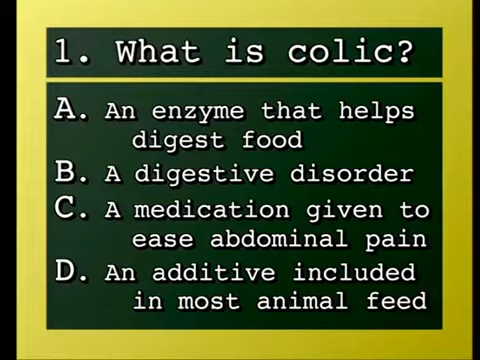 1. What is colic?
A. An enzyme that helps
digest food
B. A digestive disorder
C. A medication given to
ease abdominal pain
D. An additive included
in most animal feed